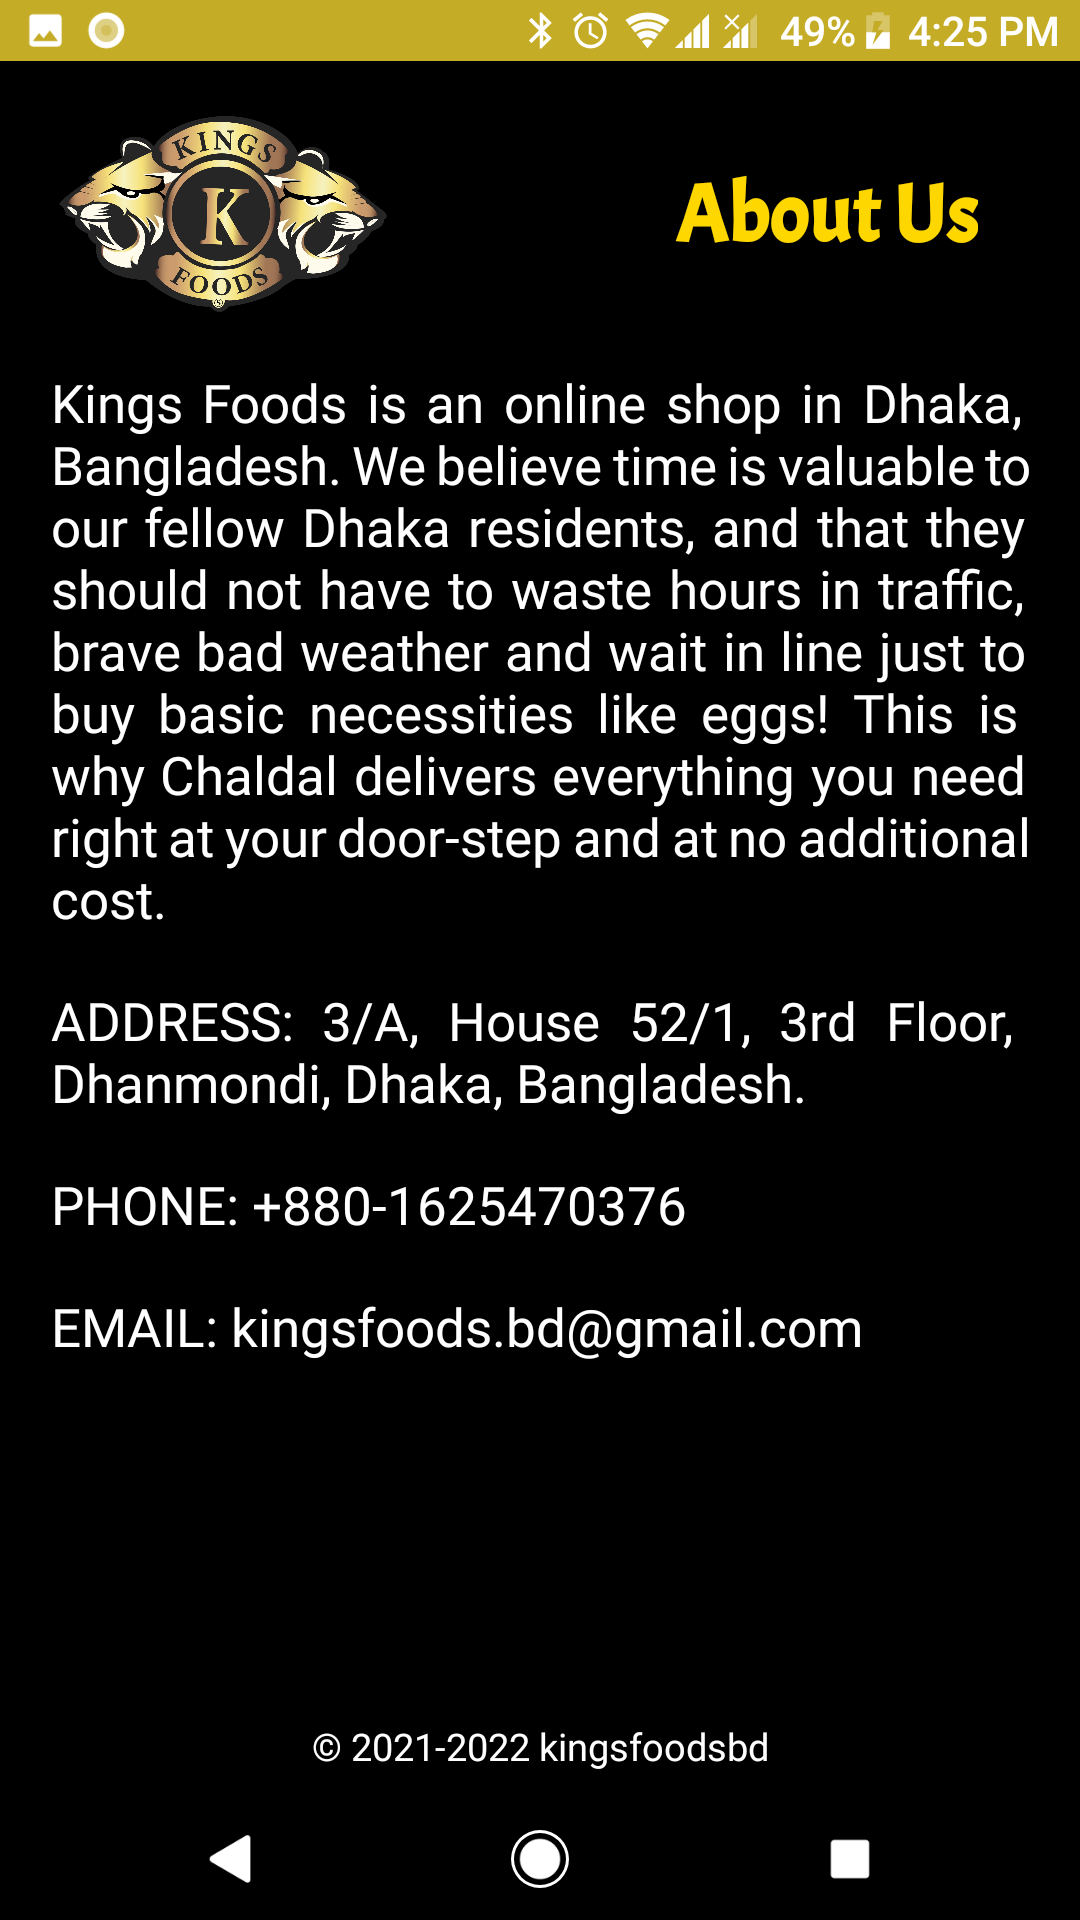 49% 4:25 PM
KINGS
K
FOODS
About Us
Kings Foods is an online shop in Dhaka,
Bangladesh. We believe time is valuable to
our fellow Dhaka residents, and that they
should not have to waste hours in traffic,
brave bad weather and wait in line just to
buy basic necessities like eggs! This is
why Chaldal delivers everything you need
right at your door-step and at no additional
cost.
ADDRESS: 3/A, House 52/1, 3rd Floor,
Dhanmondi, Dhaka, Bangladesh.
PHONE: +880-1625470376
EMAIL: kingsfoods.bd@gmail.com
© 2021-2022 kingsfoodsbd